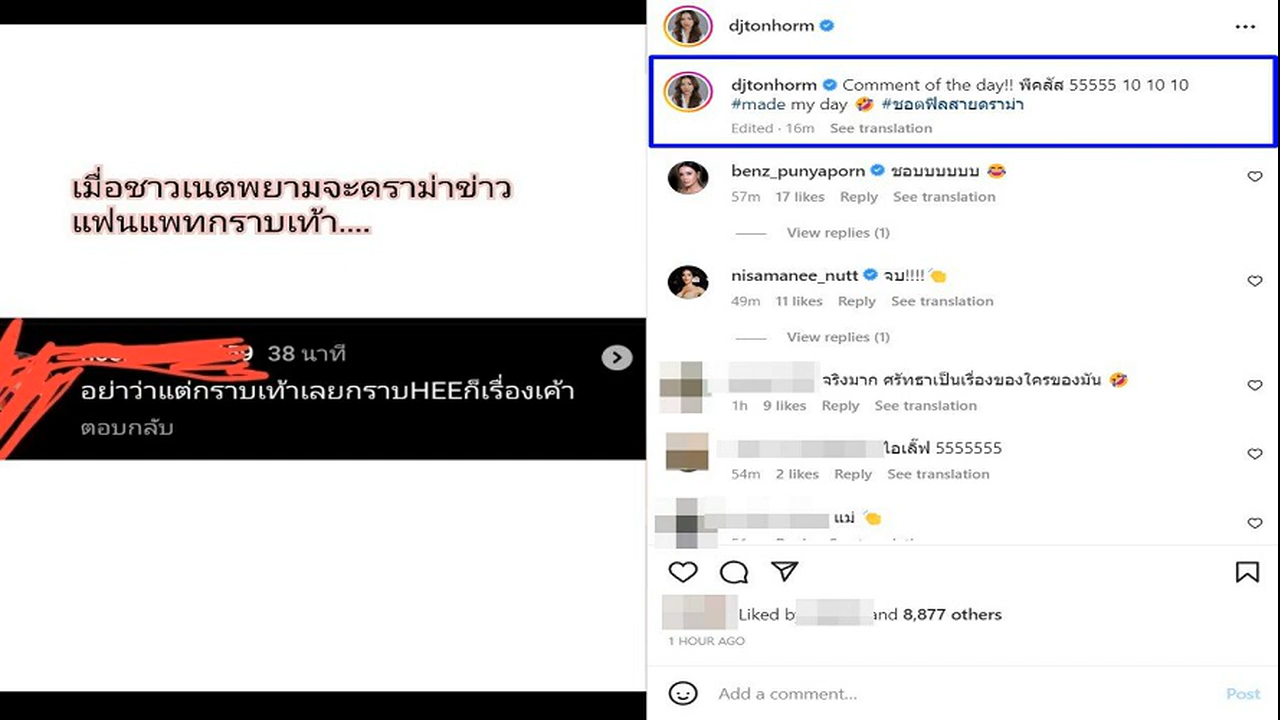 เมื่อชาวเนตพยามจะดราม่าข่าว
แฟนแพทกราบเท้า....
38 นาที
อย่าว่าแต่กราบเท้าเลยกราบHEEก็เรื่องเค้า
ตอบกลับ
djtonhorm
djtonhorm Comment of the day!! พีคสัส 55555 10 10 10
#made my day 🤣 #ชอตฟีลสายดราม่า
Edited · 16m See translation
benz_punyaporn ชอบบบบบบ 😂
57m 17 likes Reply See translation
View replies (1)
nisamanee_nutt จบ!!!! 👏
49m 11 likes Reply See translation
View replies (1)
จริงมาก ศรัทธาเป็นเรื่องของใครของมัน 🤣
1h 9 likes Reply See translation
ไอเลิ๊ฟ 5555555
54m 2 likes Reply See translation
แม่ 👏
Liked by and 8,877 others
1 HOUR AGO
Add a comment... Post